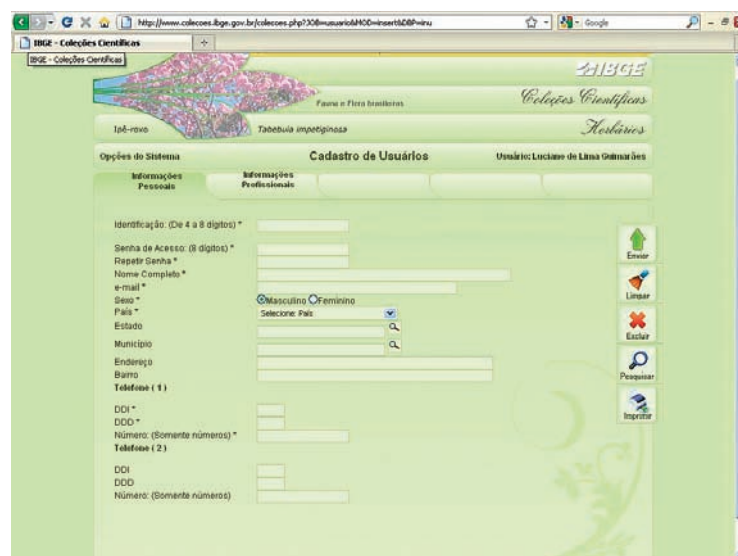 http://www.colecoes.ibge.gov.br/colecoes.php?JOB=usuario&MOD=insert&DBP=inu
Google
IBGE - Coleções Científicas
IBGE - Coleções Científicas
IBGE
Fauna e Flora brasileiras
Coleções Científicas
Ipê-roxo
Tabebuia impetiginosa
Herbários
Opções do Sistema
Cadastro de Usuários
Usuário: Luciano de Lima Guimarães
Informações Pessoais
Informações Profissionais
Identificação: (De 4 a 8 dígitos) *
Senha de Acesso: (8 dígitos) *
Repetir Senha *
Nome Completo *
e-mail *
Sexo *
Masculino Feminino
País *
Selecione: País
Estado
Município
Endereço
Bairro
Telefone ( 1 )
DDI *
DDD *
Número: (Somente números) *
Telefone ( 2 )
DDI
DDD
Número: (Somente números)
Enviar
Limpar
Excluir
Pesquisar
Imprimir